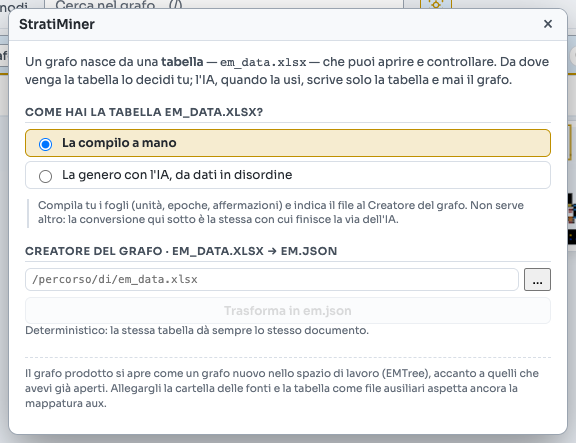 nodi
Cerca nel grafo (/)
StratiMiner
×
Un grafo nasce da una tabella — em_data.xlsx — che puoi aprire e controllare. Da dove
venga la tabella lo decidi tu; l'IA, quando la usi, scrive solo la tabella e mai il grafo.
COME HAI LA TABELLA EM_DATA.XLSX?
La compilo a mano
La genero con l'IA, da dati in disordine
Compila tu i fogli (unità, epoche, affermazioni) e indica il file al Creatore del grafo. Non serve
altro: la conversione qui sotto è la stessa con cui finisce la via dell'IA.
CREATORE DEL GRAFO · EM_DATA.XLSX → EM.JSON
/percorso/di/em_data.xlsx
...
Trasforma in em.json
Deterministico: la stessa tabella dà sempre lo stesso documento.
Il grafo prodotto si apre come un grafo nuovo nello spazio di lavoro (EMTree), accanto a quelli che
avevi già aperti. Allegargli la cartella delle fonti e la tabella come file ausiliari aspetta ancora la
mappatura aux.